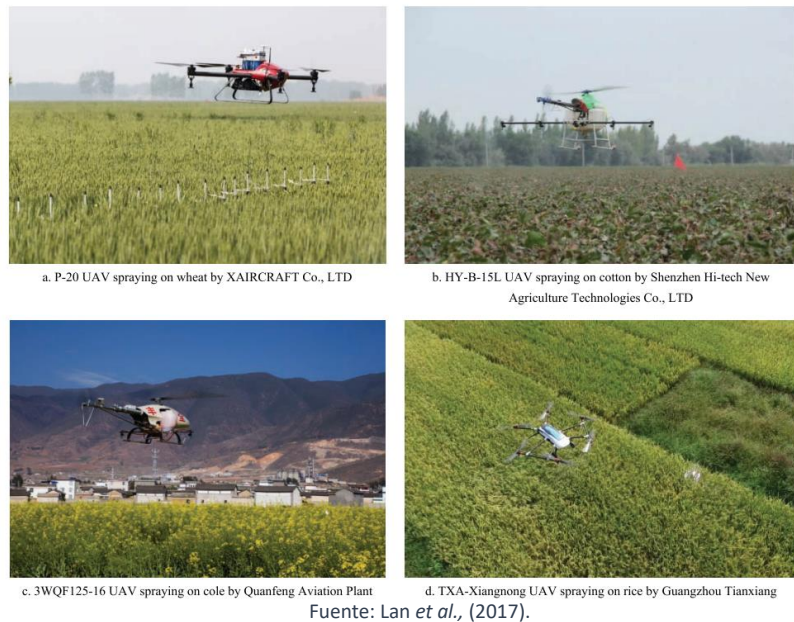 a. P-20 UAV spraying on wheat by XAIRCRAFT Co., LTD
b. HY-B-15L UAV spraying on cotton by Shenzhen Hi-tech New
Agriculture Technologies Co., LTD
c. 3WQF125-16 UAV spraying on cole by Quanfeng Aviation Plant
d. TXA-Xiangnong UAV spraying on rice by Guangzhou Tianxiang
Fuente: Lan et al., (2017).